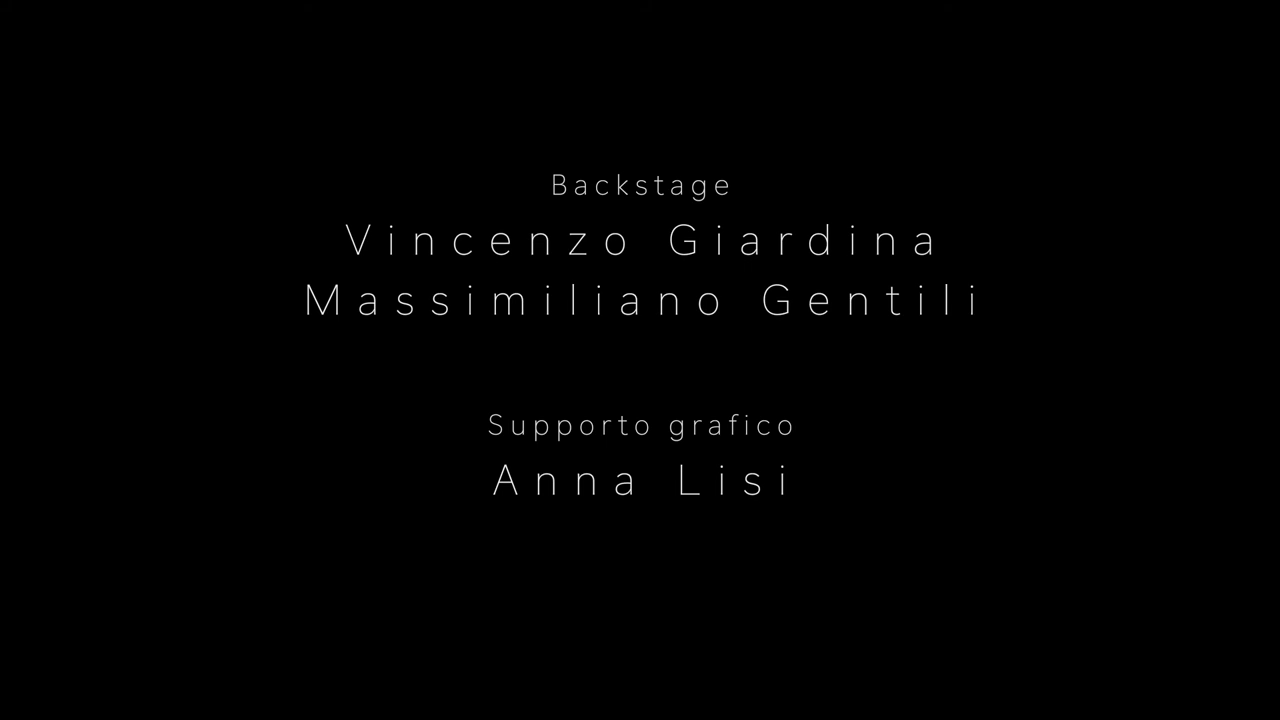 Backstage
Vincenzo Giardina
Massimiliano Gentili
Supporto grafico
Anna Lisi